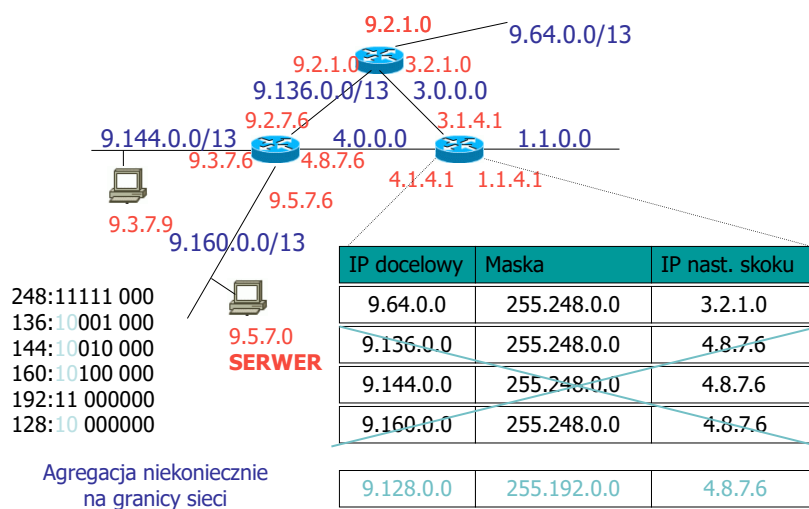 9.2.1.0
9.64.0.0/13
9.2.1.0 3.2.1.0
9.136.0.0/13 3.0.0.0
9.2.7.6 3.1.4.1
9.144.0.0/13 4.0.0.0 1.1.0.0
9.3.7.6 4.8.7.6
4.1.4.1 1.1.4.1
9.5.7.6
9.3.7.9
9.160.0.0/13
9.5.7.0
SERWER
248:11111 000
136:10001 000
144:10010 000
160:10100 000
192:11 000000
128:10 000000
Agregacja niekoniecznie
na granicy sieci
IP docelowy Maska IP nast. skoku
9.64.0.0 255.248.0.0 3.2.1.0
9.136.0.0 255.248.0.0 4.8.7.6
9.144.0.0 255.248.0.0 4.8.7.6
9.160.0.0 255.248.0.0 4.8.7.6
9.128.0.0 255.192.0.0 4.8.7.6